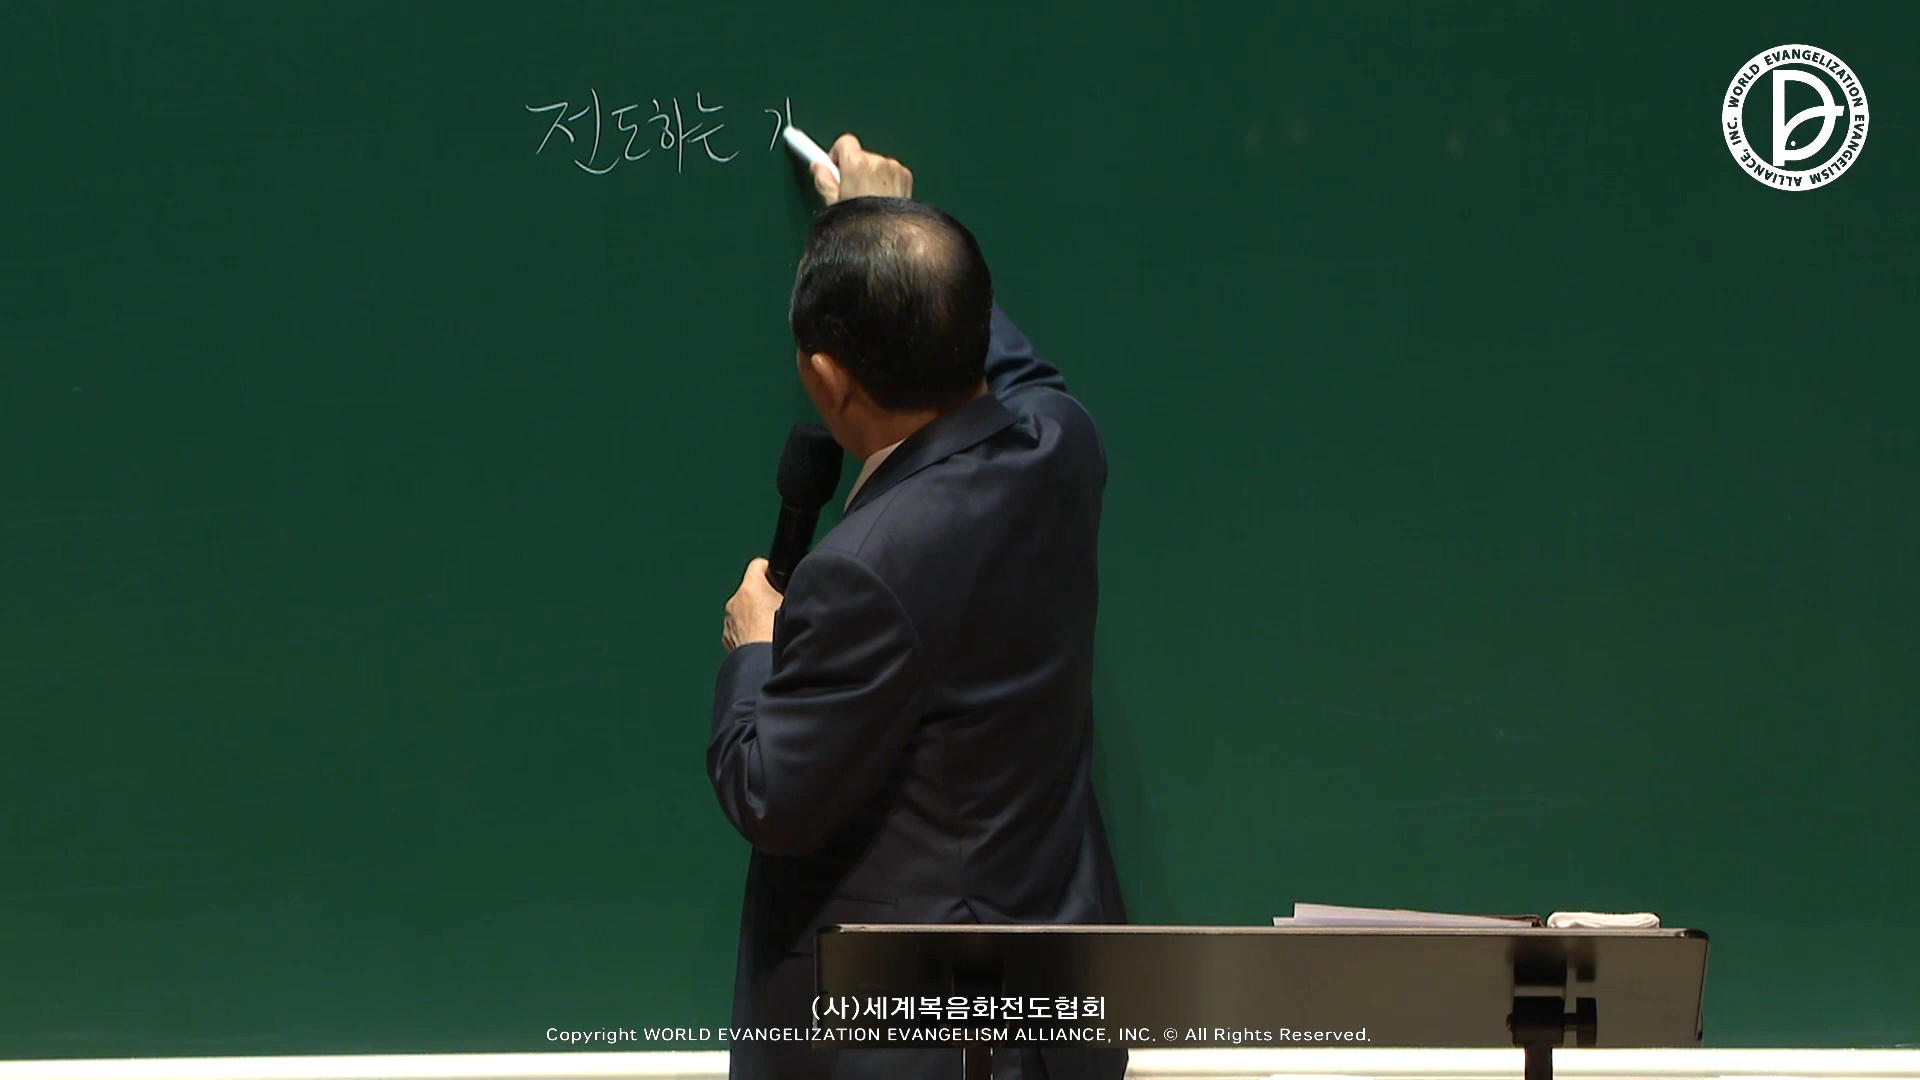 전도하는
WORLD EVANGELIZATION EVANGELISM ALLIANCE, INC.
(사)세계복음화전도협회
Copyright WORLD EVANGELIZATION EVANGELISM ALLIANCE, INC. © All Rights Reserved.